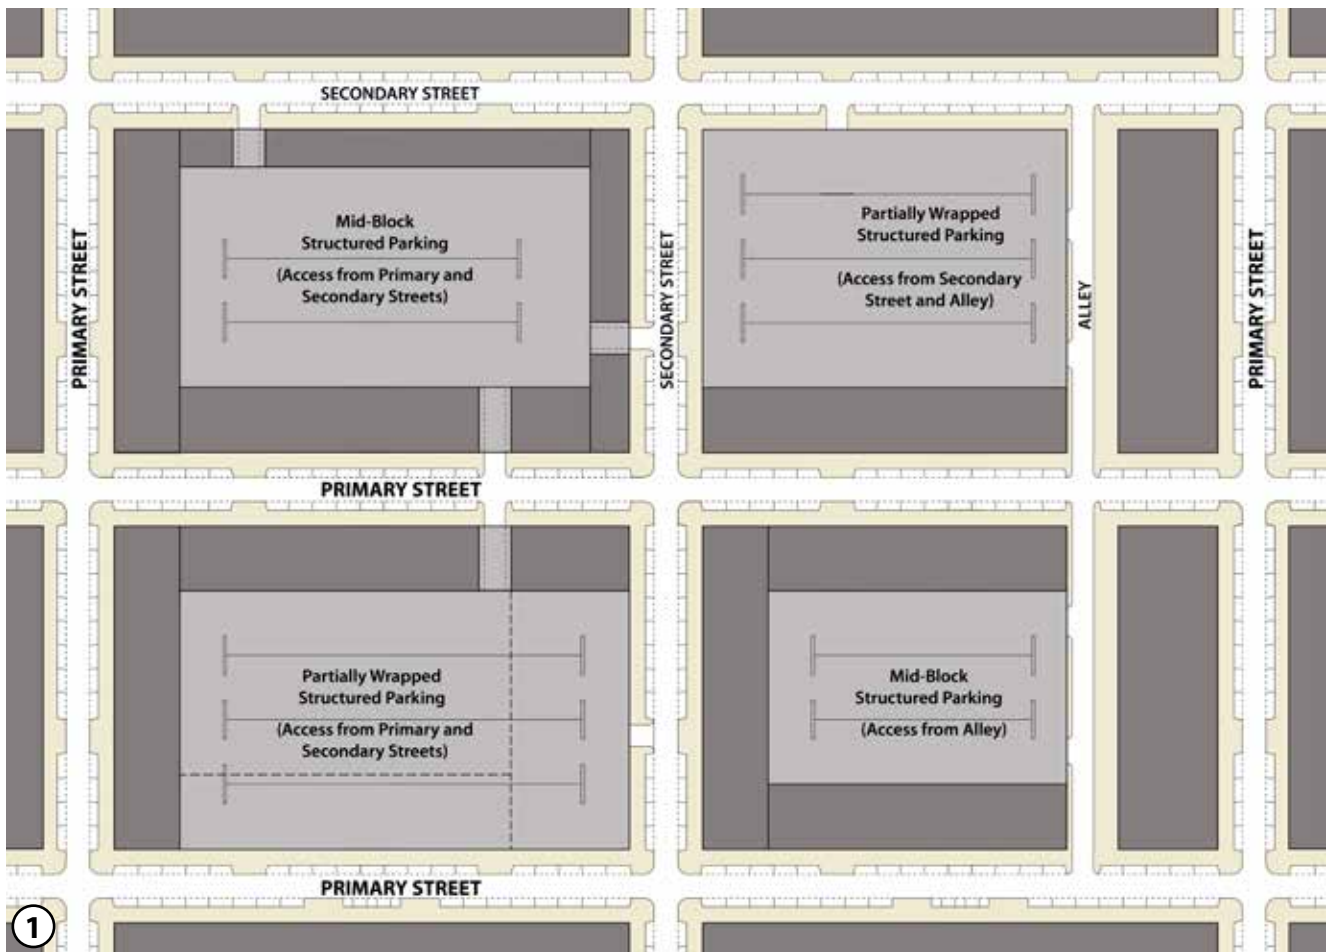 SECONDARY STREET
PRIMARY STREET
Mid-Block
Structured Parking
(Access from Primary and
Secondary Streets)
SECONDARY STREET
Partially Wrapped
Structured Parking
(Access from Secondary
Street and Alley)
ALLEY
PRIMARY STREET
PRIMARY STREET
Partially Wrapped
Structured Parking
(Access from Primary and
Secondary Streets)
Mid-Block
Structured Parking
(Access from Alley)
PRIMARY STREET
1